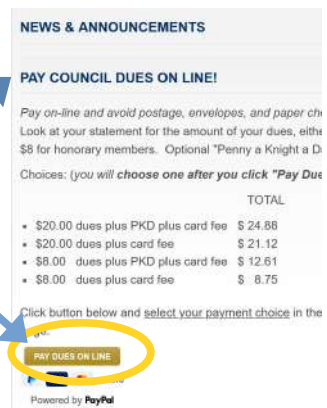 NEWS & ANNOUNCEMENTS
PAY COUNCIL DUES ON LINE!
Pay on-line and avoid postage, envelopes, and paper
Look at your statement for the amount of your dues,
$8 for honorary members. Optional "Penny a Knight a
Choices: (you will choose one after you click "Pay
TOTAL
• $20.00 dues plus PKD plus card fee $ 24.88
• $20.00 dues plus card fee $ 21.12
• $8.00 dues plus PKD plus card fee $ 12.61
• $8.00 dues plus card fee $ 8.75
Click button below and select your payment choice in the
PAY DUES ON LINE
Powered by PayPal